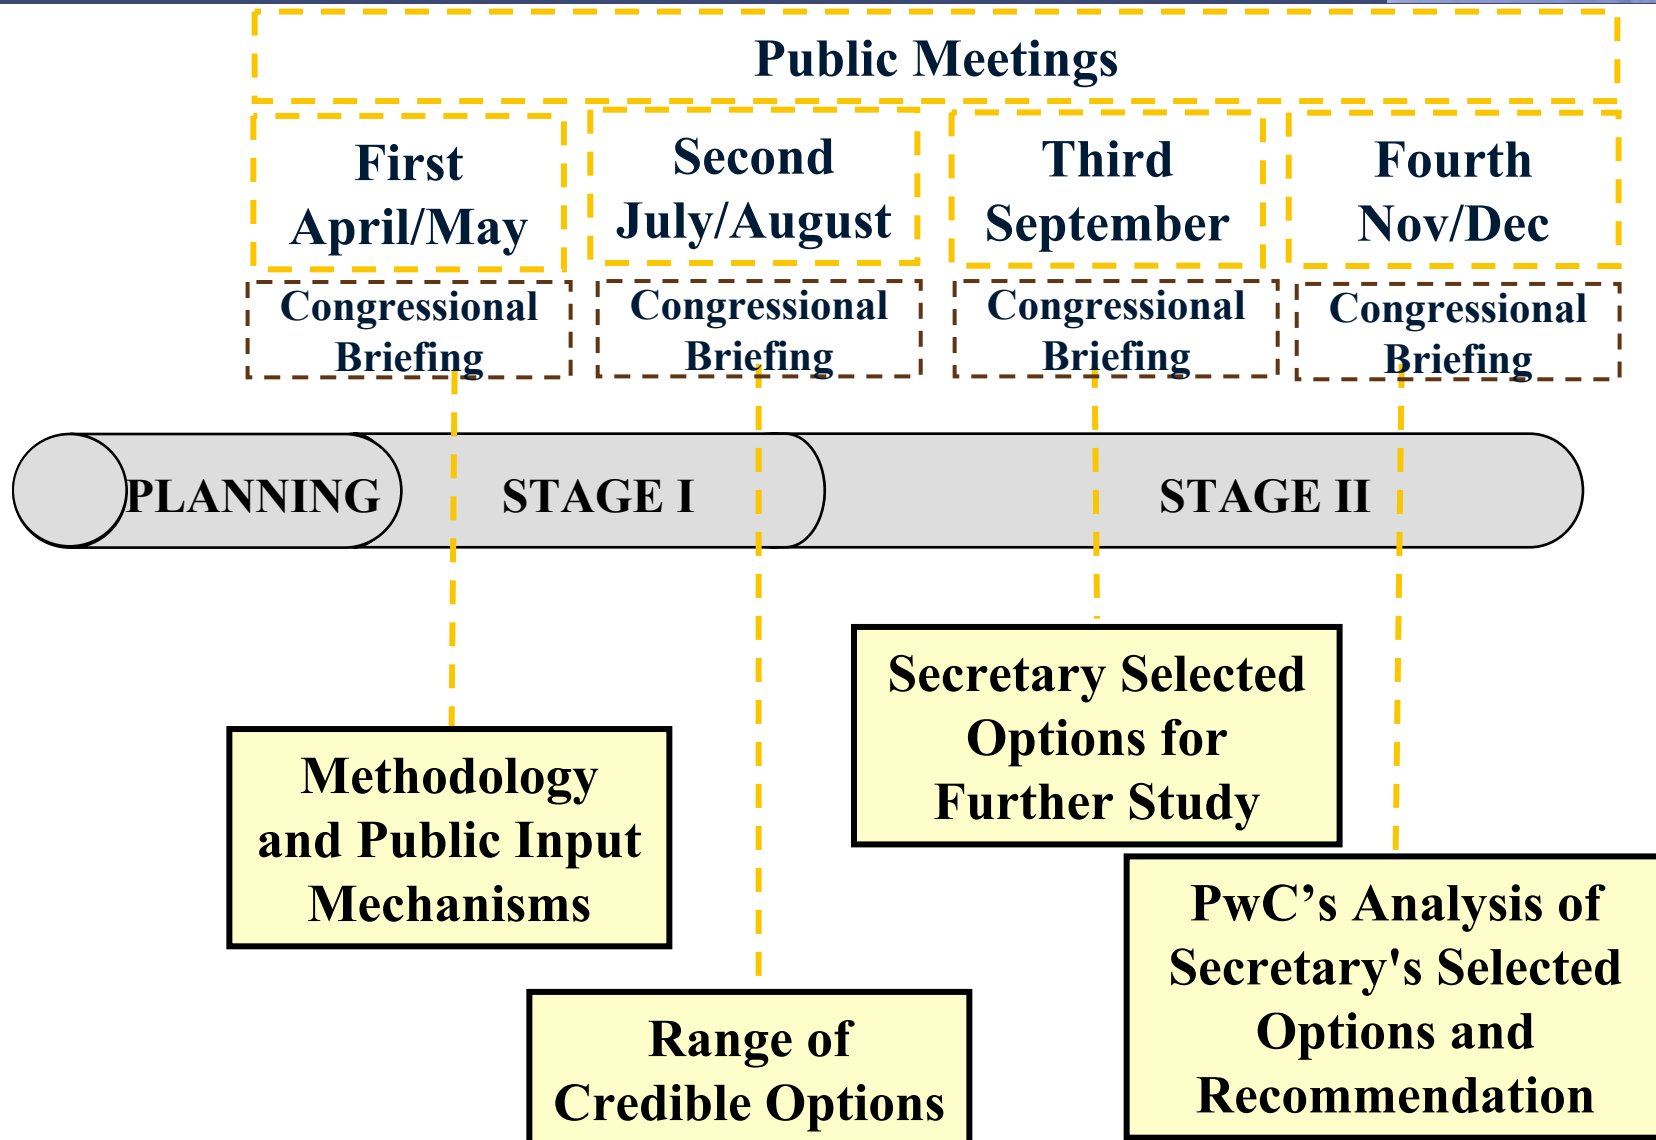 Public Meetings
First
April/May
Second
July/August
Third
September
Fourth
Nov/Dec
Congressional
Briefing
Congressional
Briefing
Congressional
Briefing
Congressional
Briefing
PLANNING
STAGE I
STAGE II
Methodology
and Public Input
Mechanisms
Range of
Credible Options
Secretary Selected
Options for
Further Study
PwC’s Analysis of
Secretary's Selected
Options and
Recommendation